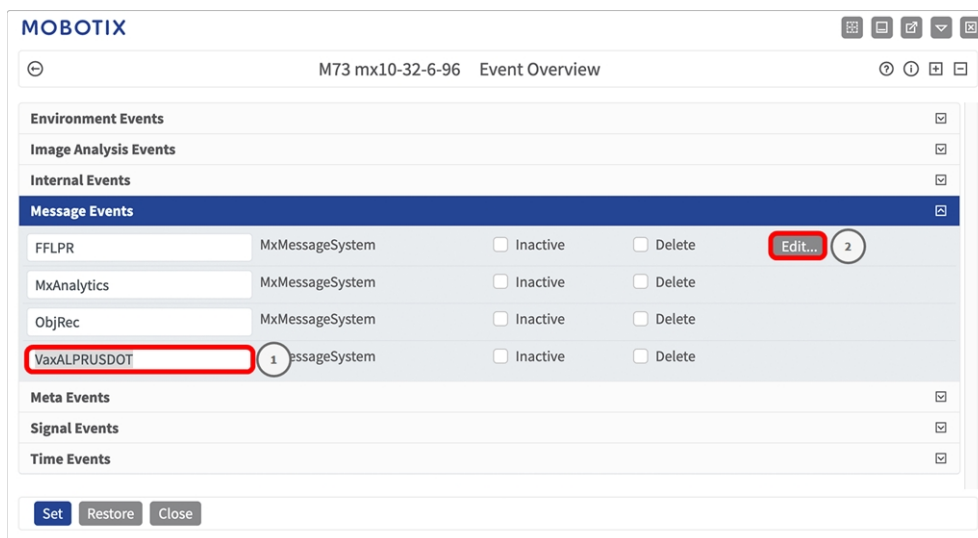 MOBOTIX
M73 mx10-32-6-96 Event Overview
Environment Events
Image Analysis Events
Internal Events
Message Events
FFLPR MxMessageSystem Inactive Delete Edit... 2
MxAnalytics MxMessageSystem Inactive Delete
ObjRec MxMessageSystem Inactive Delete
VaxALPRUSDOT 1 essageSystem Inactive Delete
Meta Events
Signal Events
Time Events
Set Restore Close